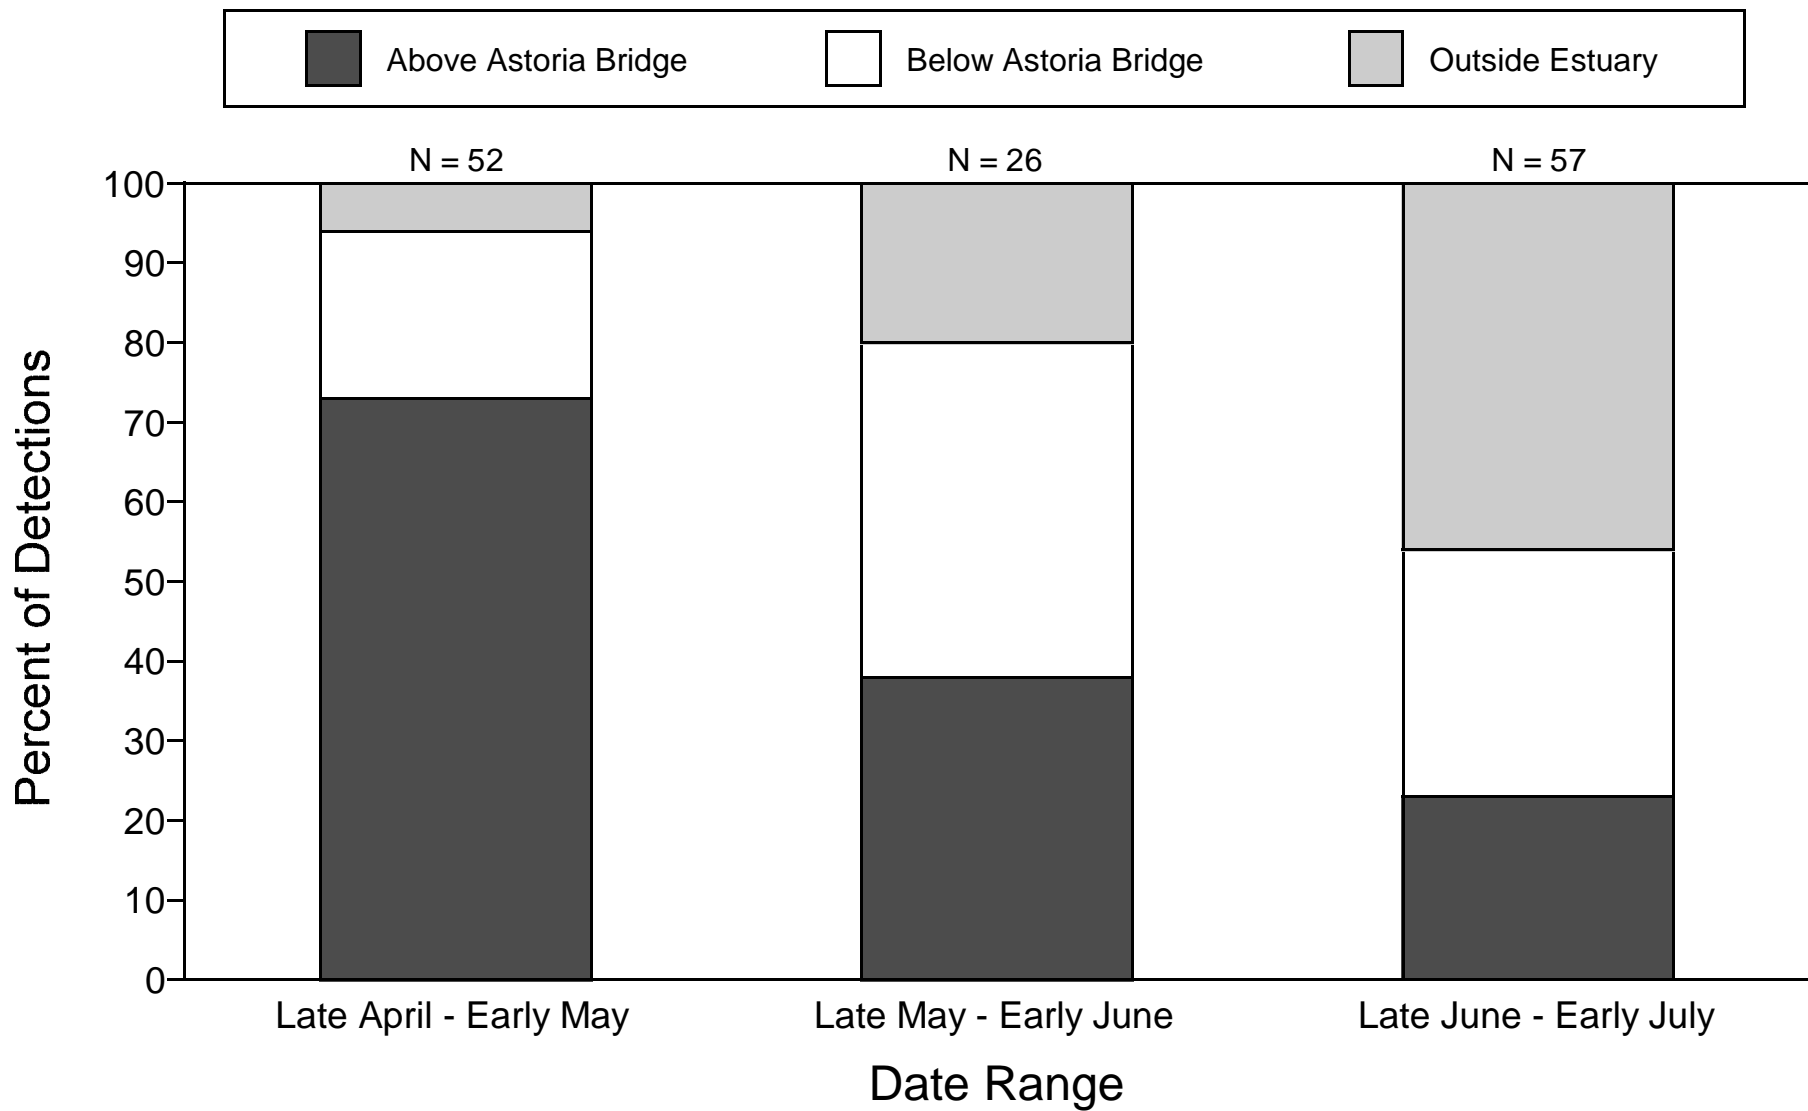 Above Astoria Bridge Below Astoria Bridge Outside Estuary
N = 52 N = 26 N = 57
100
90
80
70
60
50
40
30
20
10
0
Percent of Detections
Late April - Early May Late May - Early June Late June - Early July
Date Range